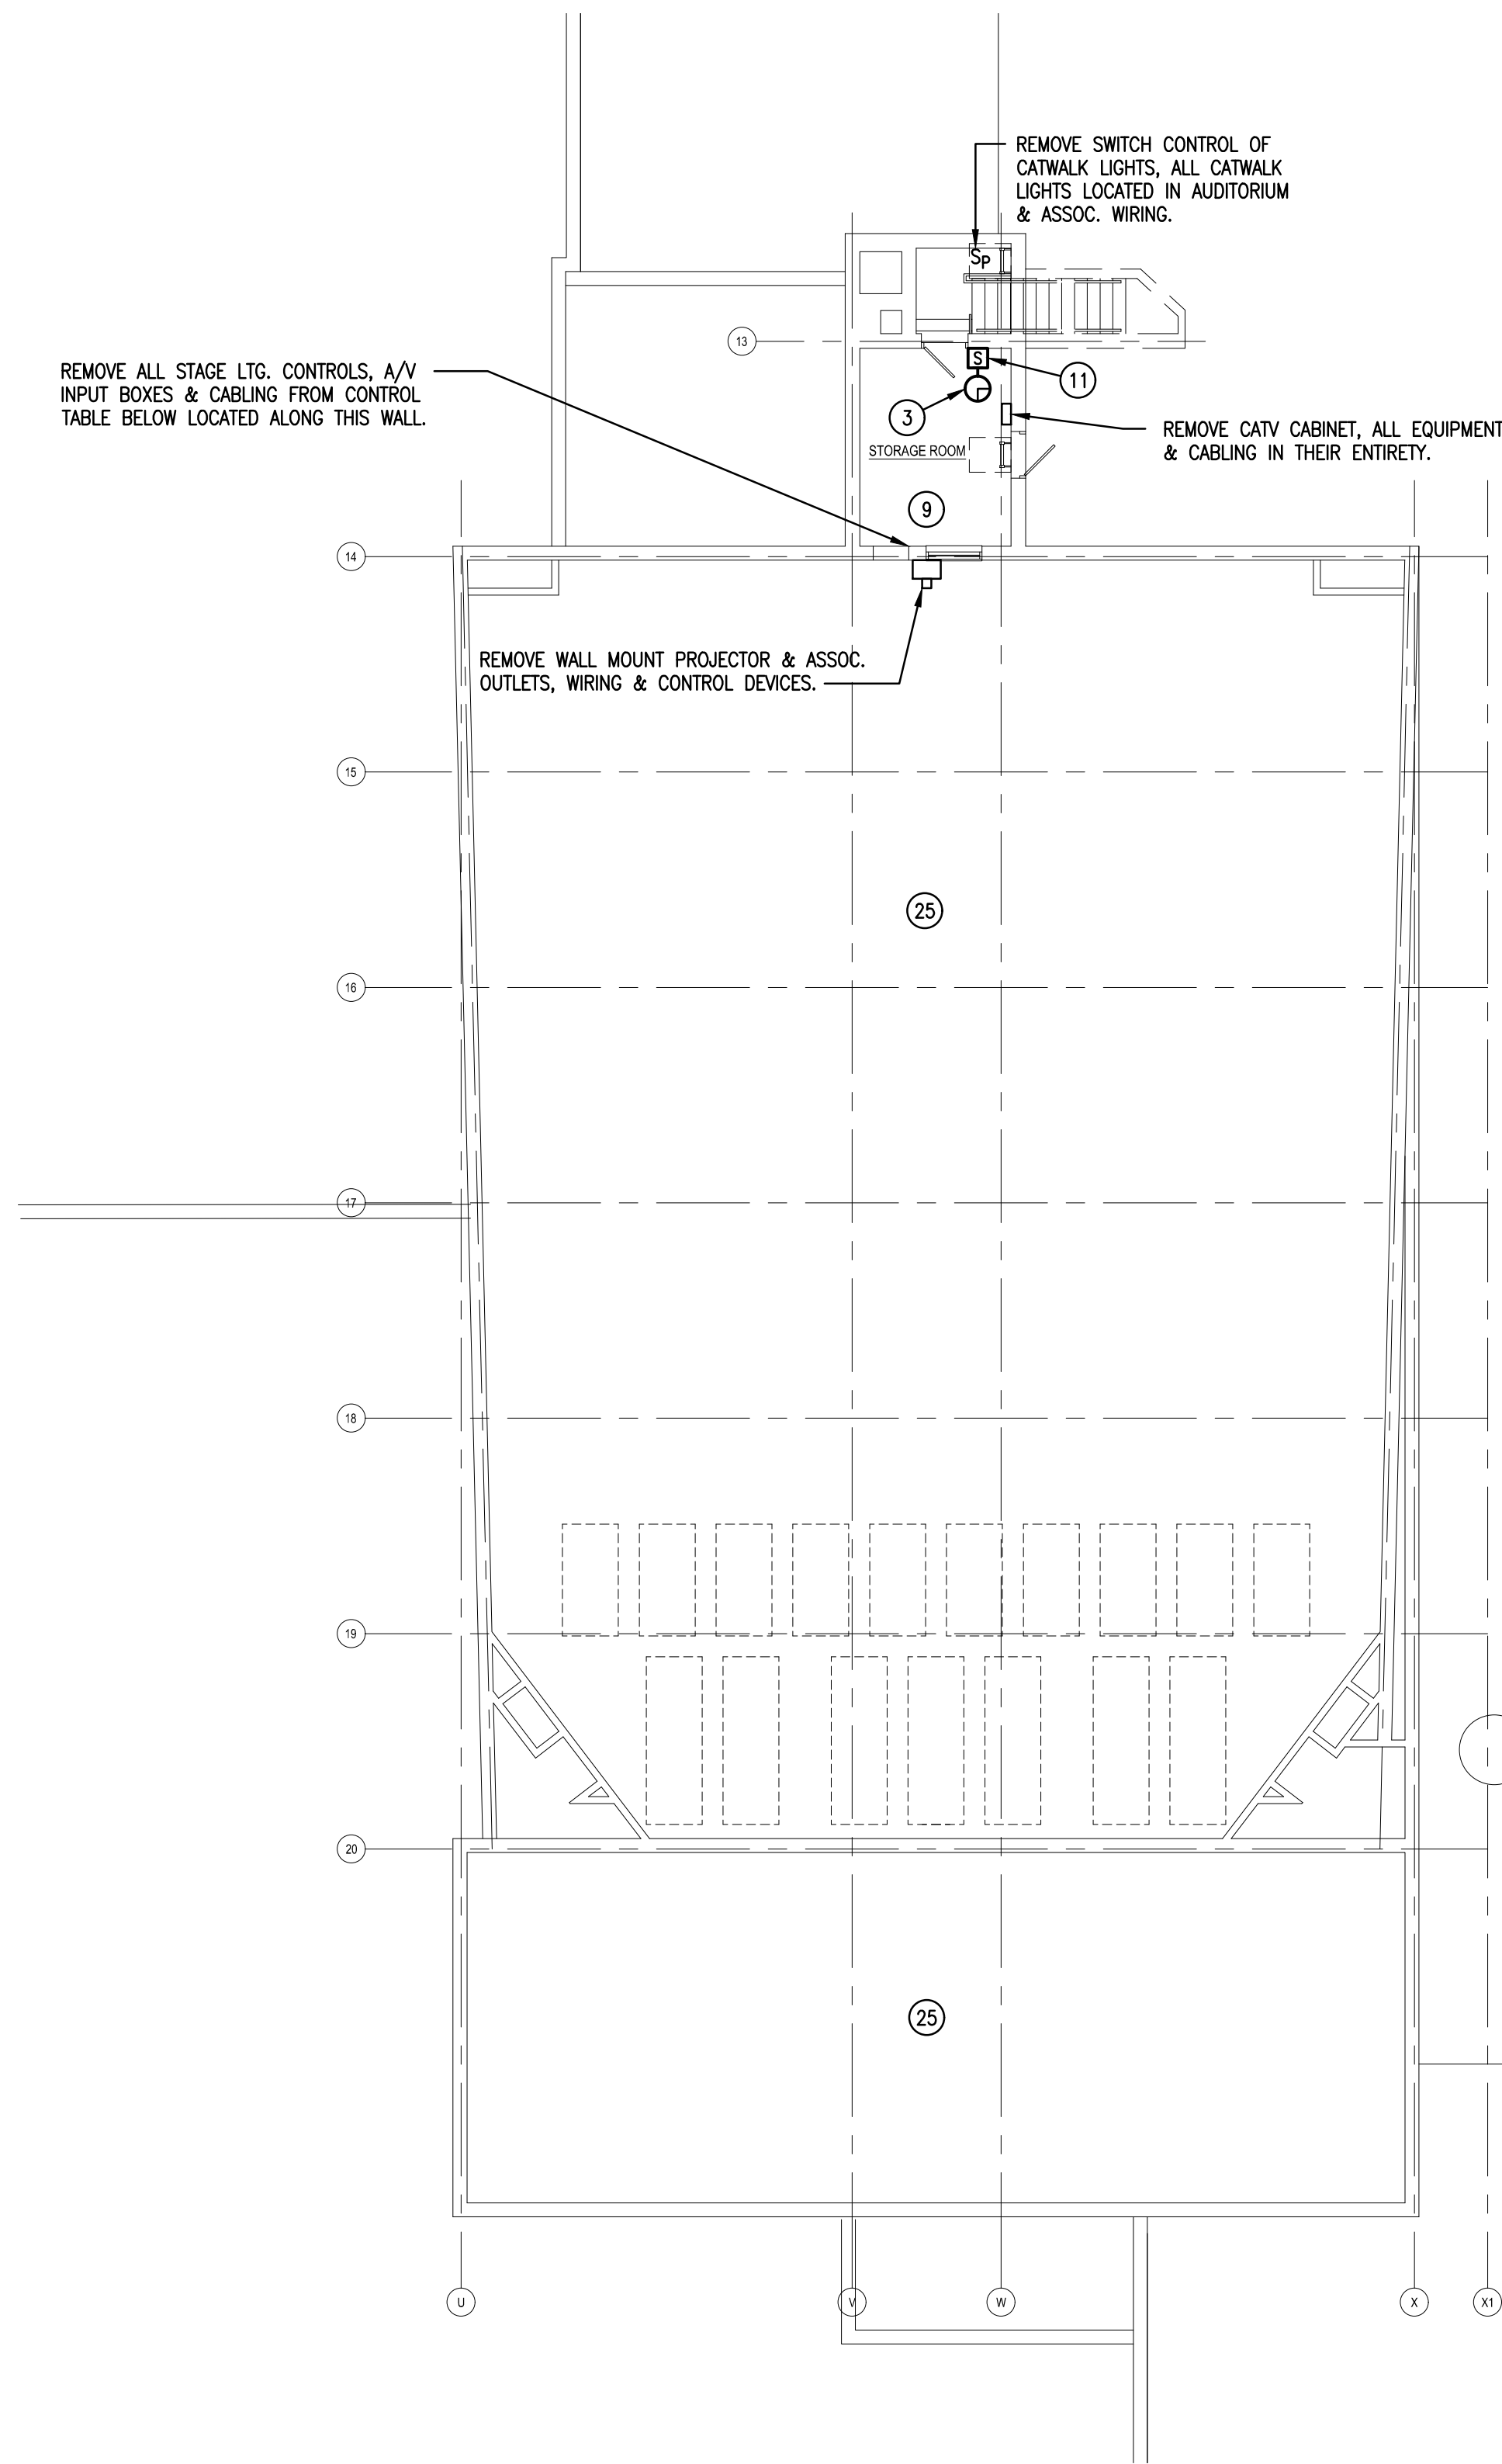 REMOVE SWITCH CONTROL OF
CATWALK LIGHTS, ALL CATWALK
LIGHTS LOCATED IN AUDITORIUM
& ASSOC. WIRING.
SP
13
S
11
3
REMOVE ALL STAGE LTG. CONTROLS, A/V
INPUT BOXES & CABLING FROM CONTROL
TABLE BELOW LOCATED ALONG THIS WALL.
REMOVE CATV CABINET, ALL EQUIPMENT
& CABLING IN THEIR ENTIRETY.
STORAGE ROOM
9
14
REMOVE WALL MOUNT PROJECTOR & ASSOC.
OUTLETS, WIRING & CONTROL DEVICES.
15
25
16
17
18
19
20
25
U
V
W
X
X1